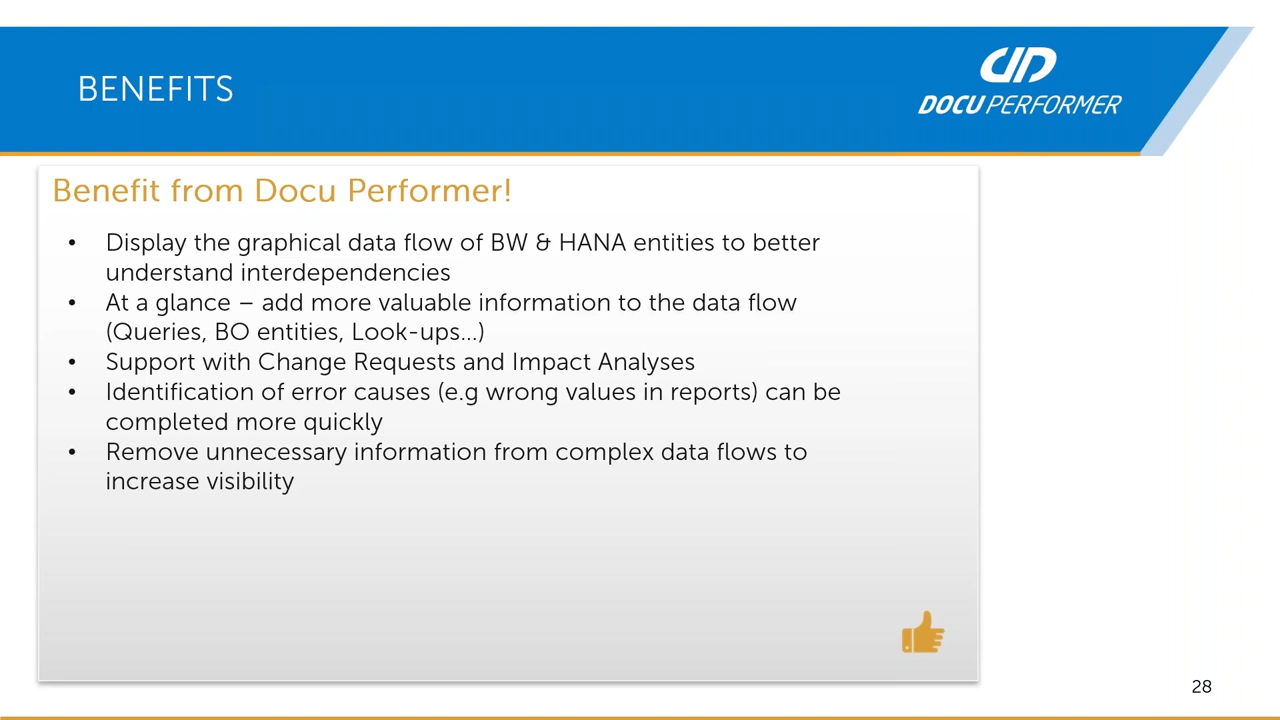 BENEFITS
DOCU PERFORMER
Benefit from Docu Performer!
• Display the graphical data flow of BW & HANA entities to better
understand interdependencies
• At a glance – add more valuable information to the data flow
(Queries, BO entities, Look-ups…)
• Support with Change Requests and Impact Analyses
• Identification of error causes (e.g wrong values in reports) can be
completed more quickly
• Remove unnecessary information from complex data flows to
increase visibility
28